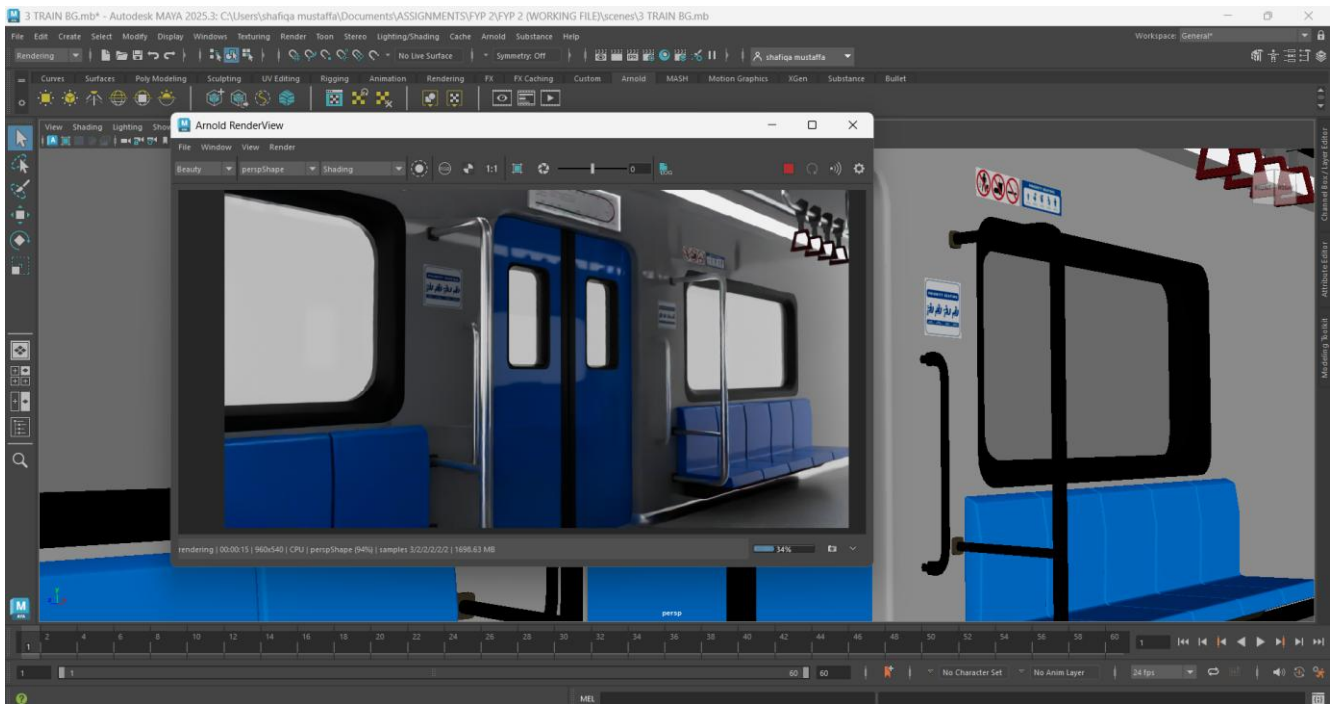 3 TRAIN BG.mb* - Autodesk MAYA 2025.3: C:\Users\shafiqa mustaffa\Documents\ASSIGNMENTS\FYP 2\FYP 2 (WORKING FILE)\scenes\3 TRAIN BG.mb
File Edit Create Select Modify Display Windows Texturing Render Toon Stereo Lighting/Shading Cache Arnold Substance Help
Workspace: General*
Rendering No Live Surface Symmetry: Off shafiqa mustaffa
Curves Surfaces Poly Modeling Sculpting UV Editing Rigging Animation Rendering FX FX Caching Custom Arnold MASH Motion Graphics XGen Substance Bullet
View Shading Lighting Sho
Arnold RenderView
File Window View Render
Beauty perspShape Shading 1:1 0
PRIORITY SEATING
rendering | 00:00:15 | 960x540 | CPU | perspShape (94%) | samples 3/2/2/2/2/2 | 1698.63 MB
34%
persp
Channel Box / Layer Editor
Attribute Editor
Modeling Toolkit
2 4 6 8 10 12 14 16 18 20 22 24 26 28 30 32 34 36 38 40 42 44 46 48 50 52 54 56 58 60
1 1
1 1 60 60 No Character Set No Anim Layer 24 fps
MEL